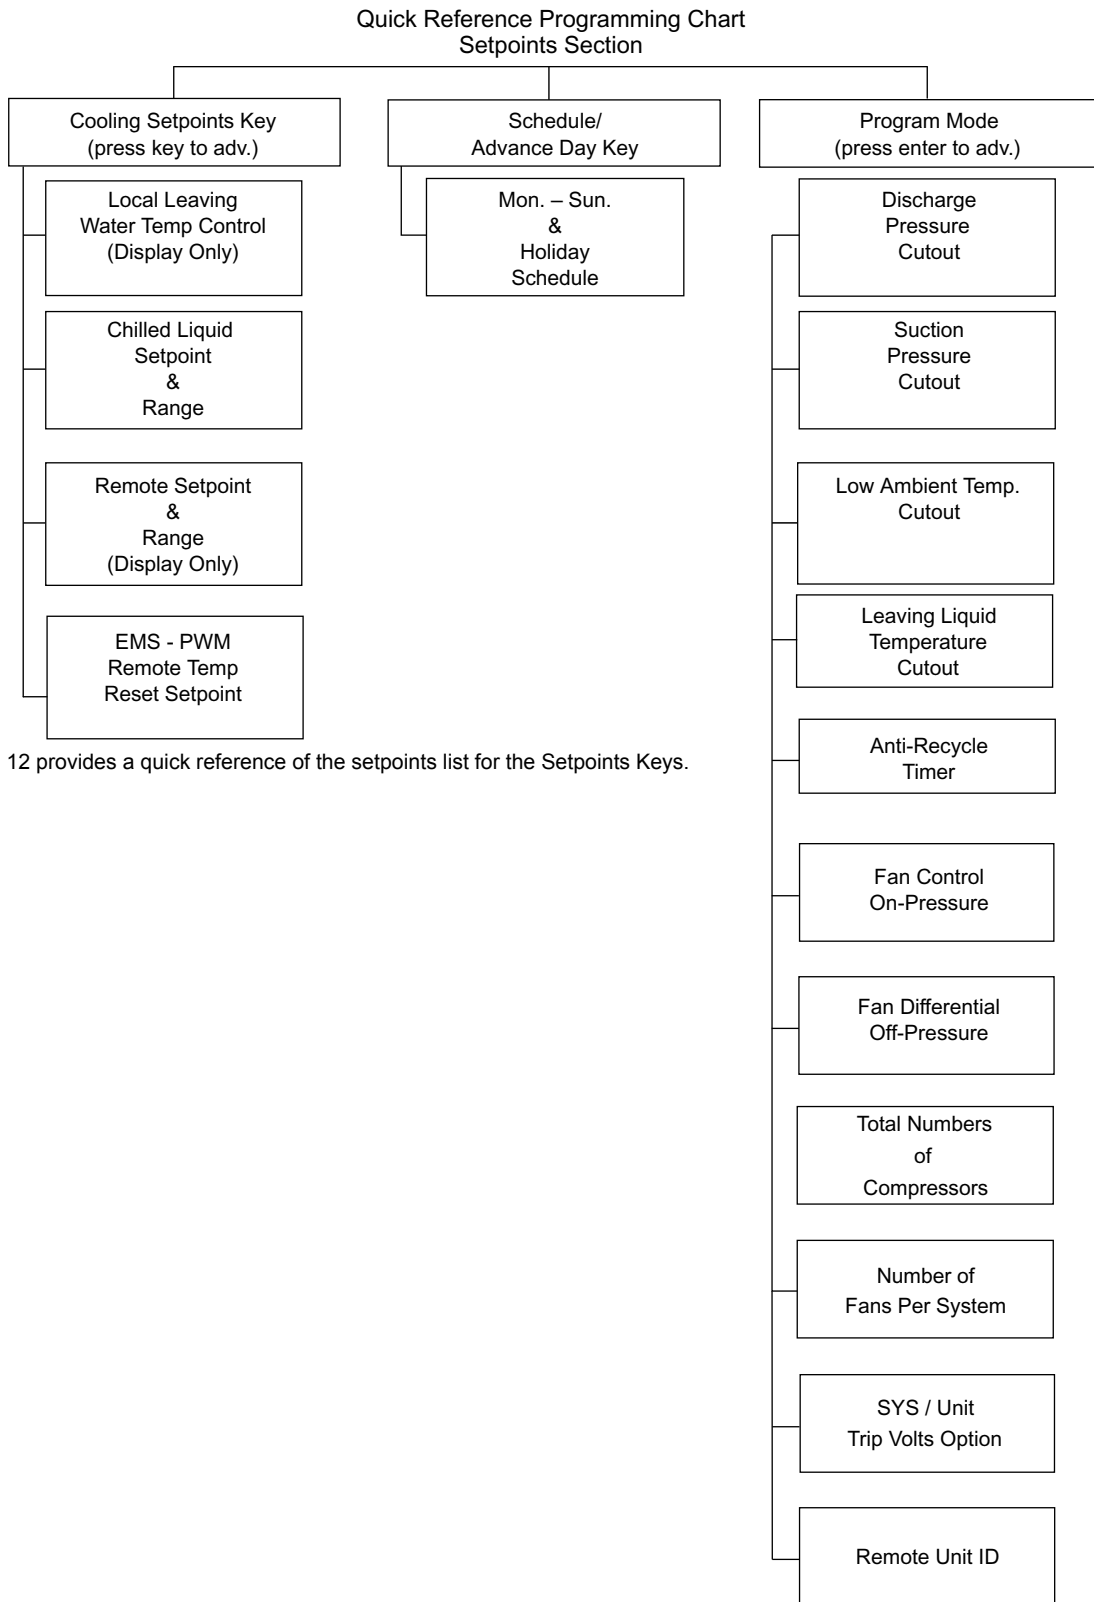 Quick Reference Programming Chart
Setpoints Section
Cooling Setpoints Key
(press key to adv.)
Local Leaving
Water Temp Control
(Display Only)
Chilled Liquid
Setpoint
&
Range
Remote Setpoint
&
Range
(Display Only)
EMS - PWM
Remote Temp
Reset Setpoint
Schedule/
Advance Day Key
Mon. – Sun.
&
Holiday
Schedule
Program Mode
(press enter to adv.)
Discharge
Pressure
Cutout
Suction
Pressure
Cutout
Low Ambient Temp.
Cutout
Leaving Liquid
Temperature
Cutout
Anti-Recycle
Timer
Fan Control
On-Pressure
Fan Differential
Off-Pressure
Total Numbers
of
Compressors
Number of
Fans Per System
SYS / Unit
Trip Volts Option
Remote Unit ID
12 provides a quick reference of the setpoints list for the Setpoints Keys.